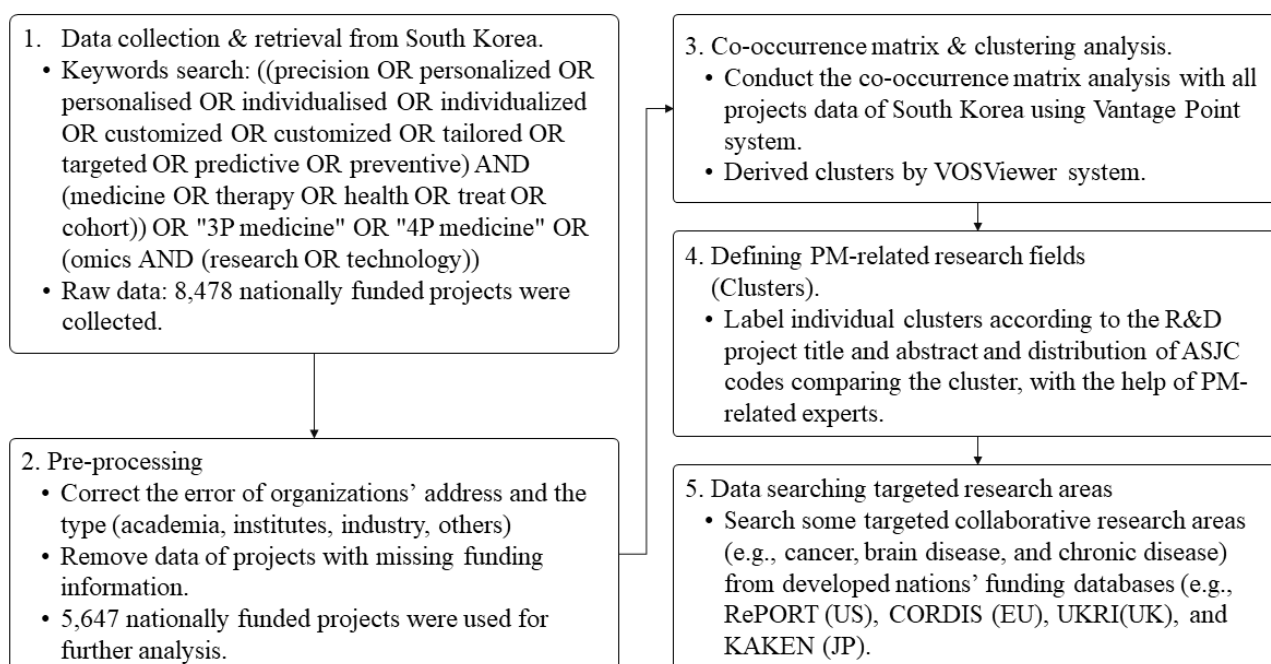 1. Data collection & retrieval from South Korea.
• Keywords search: ((precision OR personalized OR
personalised OR individualised OR individualized
OR customized OR customized OR tailored OR
targeted OR predictive OR preventive) AND
(medicine OR therapy OR health OR treat OR
cohort)) OR "3P medicine" OR "4P medicine" OR
(omics AND (research OR technology))
• Raw data: 8,478 nationally funded projects were
collected.
2. Pre-processing
• Correct the error of organizations’ address and the
type (academia, institutes, industry, others)
• Remove data of projects with missing funding
information.
• 5,647 nationally funded projects were used for
further analysis.
3. Co-occurrence matrix & clustering analysis.
• Conduct the co-occurrence matrix analysis with all
projects data of South Korea using Vantage Point
system.
• Derived clusters by VOSViewer system.
4. Defining PM-related research fields
(Clusters).
• Label individual clusters according to the R&D
project title and abstract and distribution of ASJC
codes comparing the cluster, with the help of PM-
related experts.
5. Data searching targeted research areas
• Search some targeted collaborative research areas
(e.g., cancer, brain disease, and chronic disease)
from developed nations’ funding databases (e.g.,
RePORT (US), CORDIS (EU), UKRI(UK), and
KAKEN (JP).